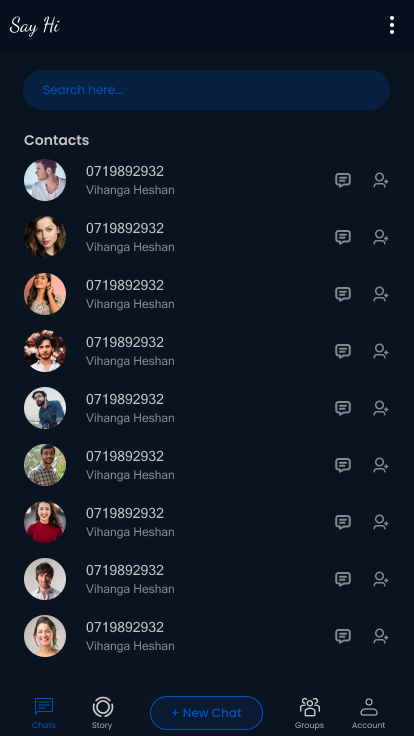 Say Hi
Search here...
Contacts
0719892932
Vihanga Heshan
0719892932
Vihanga Heshan
0719892932
Vihanga Heshan
0719892932
Vihanga Heshan
0719892932
Vihanga Heshan
0719892932
Vihanga Heshan
0719892932
Vihanga Heshan
0719892932
Vihanga Heshan
0719892932
Vihanga Heshan
Chats
Story
+ New Chat
Groups
Account